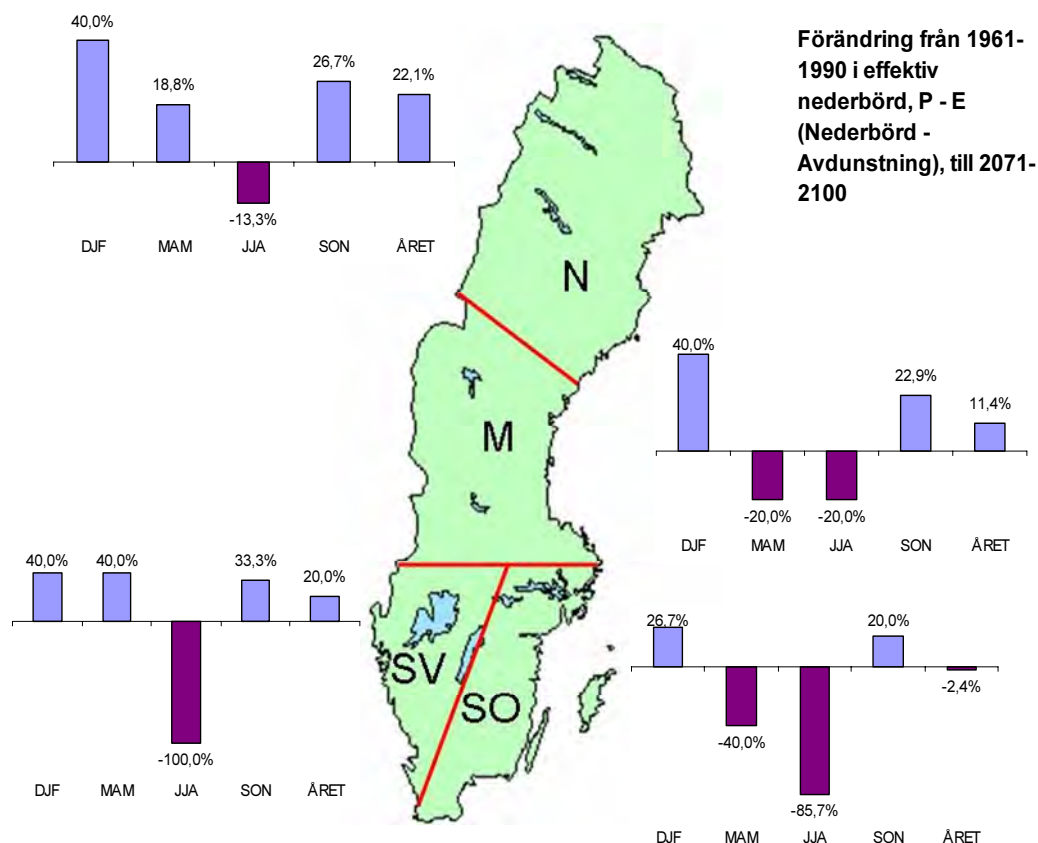 40,0%
18,8%
-13,3%
26,7%
22,1%
DJF MAM JJA SON ÅRET
Förändring från 1961-
1990 i effektiv
nederbörd, P - E
(Nederbörd -
Avdunstning), till 2071-
2100
N
M
SV
SO
40,0%
-20,0%
-20,0%
22,9%
11,4%
DJF MAM JJA SON ÅRET
40,0%
40,0%
-100,0%
33,3%
20,0%
DJF MAM JJA SON ÅRET
26,7%
-40,0%
-85,7%
20,0%
-2,4%
DJF MAM JJA SON ÅRET